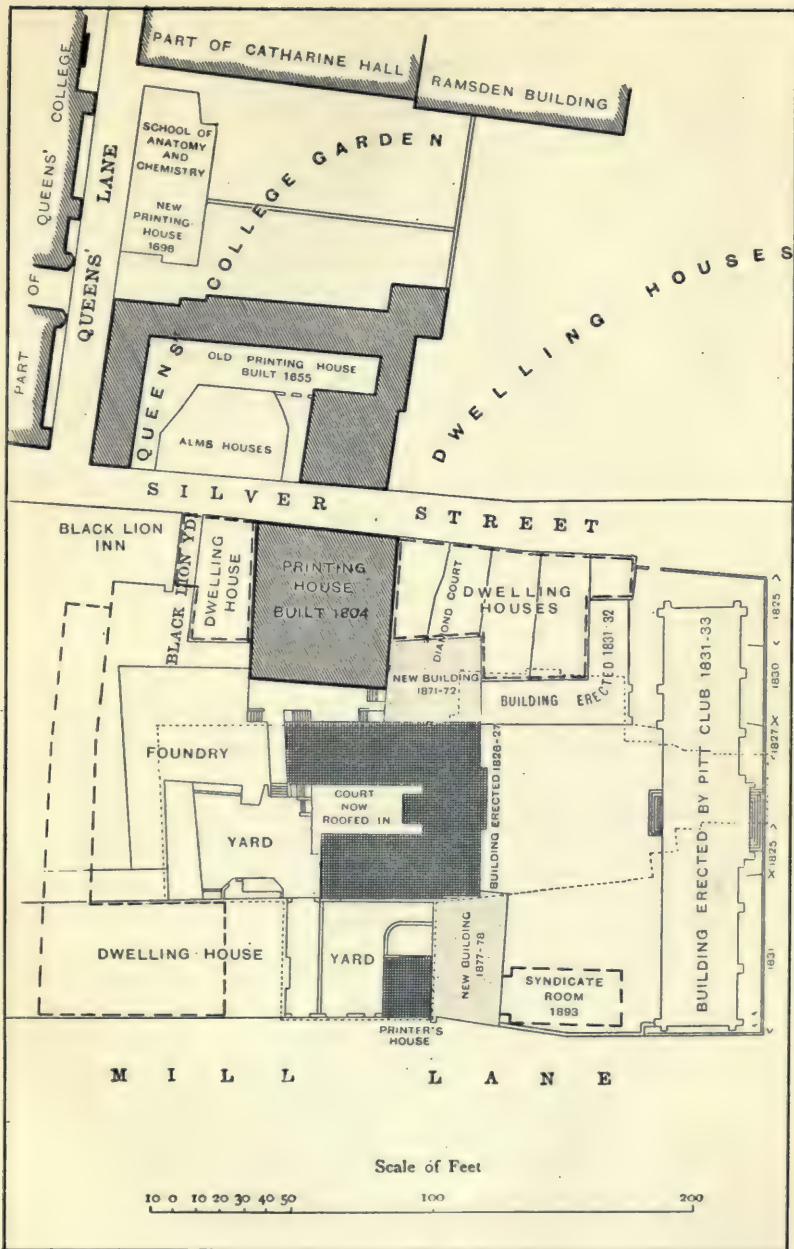 PART OF CATHARINE HALL
RAMSDEN BUILDING
PART OF QUEENS' COLLEGE
QUEENS' LANE
SCHOOL OF
ANATOMY
AND
CHEMISTRY
NEW
PRINTING-
HOUSE
1698
QUEENS' COLLEGE GARDEN
DWELLING HOUSES
OLD PRINTING HOUSE
BUILT 1655
ALMS HOUSES
SILVER STREET
BLACK LION
INN
BLACK LION YD.
DWELLING
HOUSE
PRINTING
HOUSE
BUILT 1804
DIAMOND COURT
DWELLING
HOUSES
NEW BUILDING
1871-72
BUILDING ERECTED 1831 32
BUILDING ERECTED BY PITT CLUB 1831-33
1825
1830
1827
1825
1831
FOUNDRY
COURT
NOW
ROOFED IN
BUILDING ERECTED 1826-27
YARD
DWELLING HOUSE
YARD
NEW BUILDING
1877-78
SYNDICATE
ROOM
1893
PRINTER'S
HOUSE
MILL LANE
Scale of Feet
10 0 10 20 30 40 50 100 200